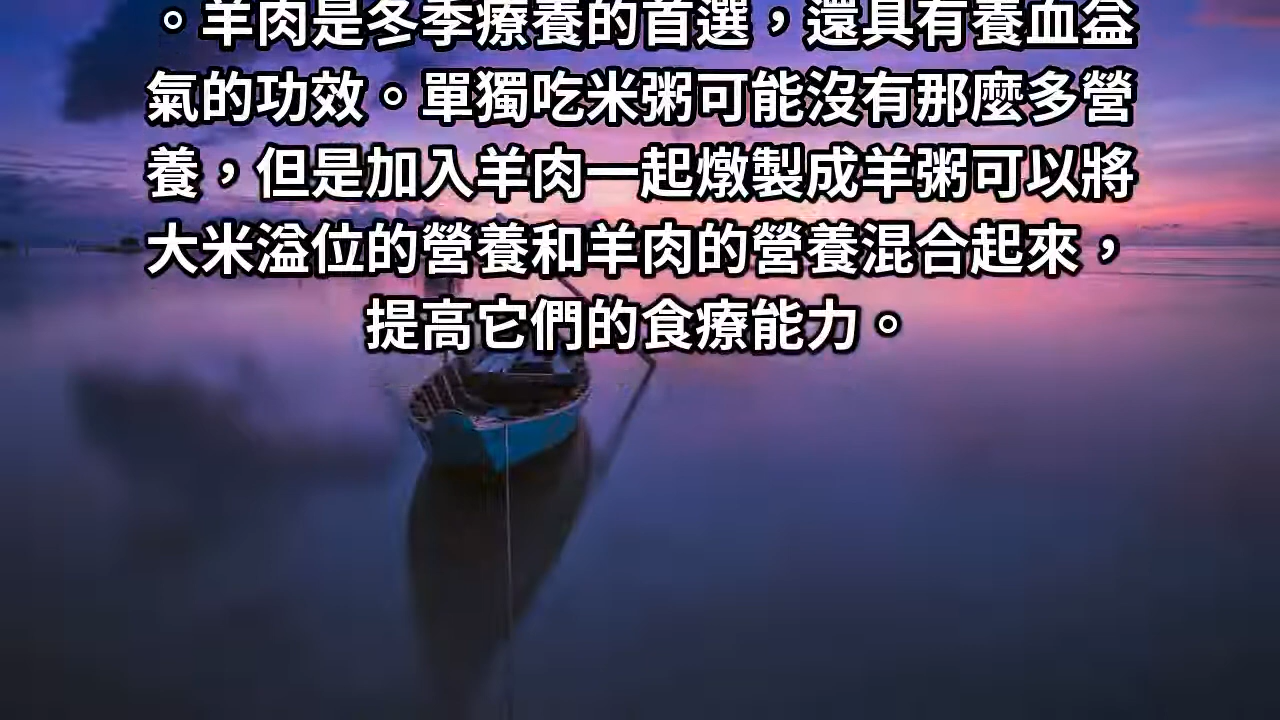 。羊肉是冬季療養的首選，還具有養血益
氣的功效。單獨吃米粥可能沒有那麼多營
養，但是加入羊肉一起燉製成羊粥可以將
大米溢位的營養和羊肉的營養混合起來，
提高它們的食療能力。